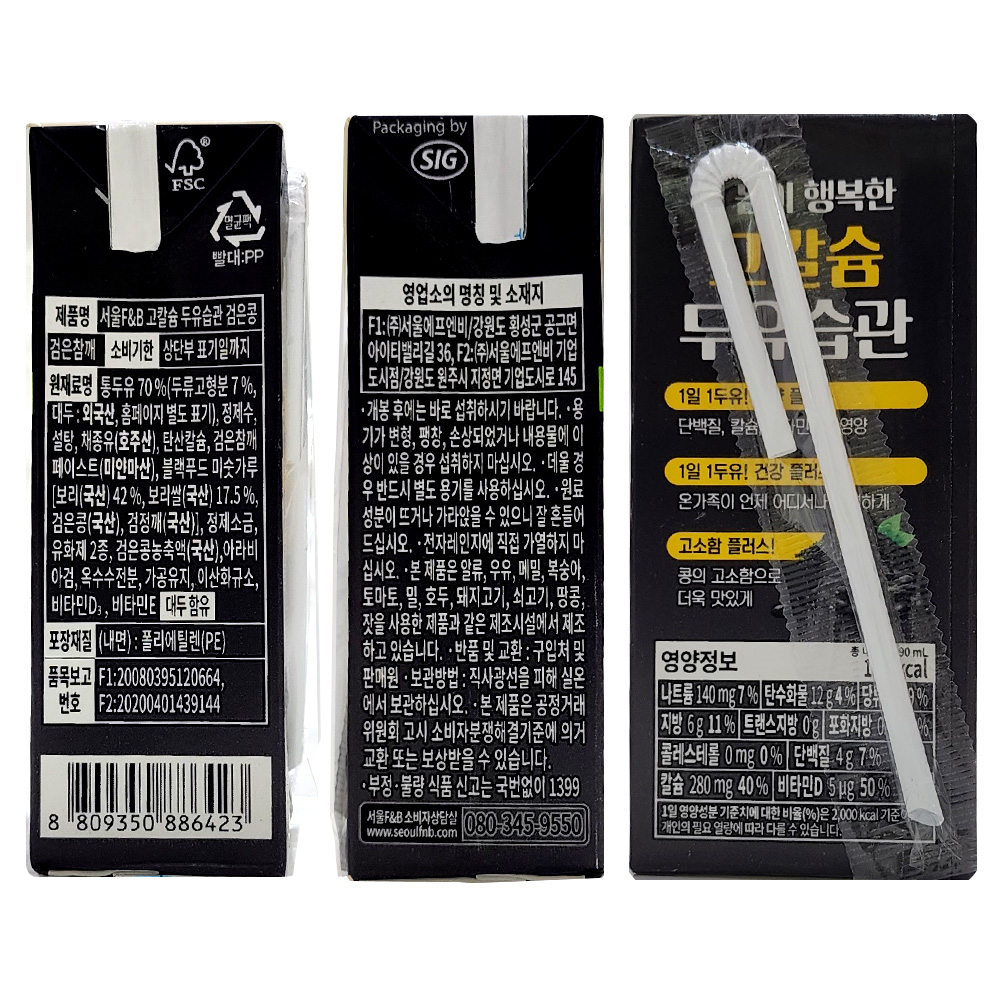 FSC®
멸균팩
빨대:PP
제품명 서울F&B 고칼슘 두유습관 검은콩
검은참깨 소비기한 상단부 표기일까지
원재료명 통두유 70%(두류고형분 7%,
대두 : 외국산, 홈페이지 별도 표기), 정제수,
설탕, 채종유(호주산), 탄산칼슘, 검은참깨
페이스트(미얀마산), 블랙푸드 미숫가루
[보리(국산) 42%, 보리쌀(국산) 17.5%,
검은콩(국산), 검정깨(국산)], 정제소금,
유화제 2종, 검은콩농축액(국산), 아라비
아검, 옥수수전분, 가공유지, 이산화규소,
비타민D₃, 비타민E 대두 함유
포장재질 (내면) : 폴리에틸렌(PE)
품목보고번호 F1:20080395120664,
F2:20200401439144
8 809350 886423
Packaging by
SIG
영업소의 명칭 및 소재지
F1:(주)서울에프엔비/강원도 횡성군 공근면
아이티밸리길 36, F2:(주)서울에프엔비 기업
도시점/강원도 원주시 지정면 기업도시로 145
·개봉 후에는 바로 섭취하시기 바랍니다. ·용
기가 변형, 팽창, 손상되었거나 내용물에 이
상이 있을 경우 섭취하지 마십시오. ·데울 경
우 반드시 별도 용기를 사용하십시오. ·원료
성분이 뜨거나 가라앉을 수 있으니 잘 흔들어
드십시오. ·전자레인지에 직접 가열하지 마
십시오. ·본 제품은 알류, 우유, 메밀, 복숭아,
토마토, 밀, 호두, 돼지고기, 쇠고기, 땅콩,
잣을 사용한 제품과 같은 제조시설에서 제조
하고 있습니다. ·반품 및 교환 : 구입처 및
판매원 ·보관방법 : 직사광선을 피해 실온
에서 보관하십시오. ·본 제품은 공정거래
위원회 고시 소비자분쟁해결기준에 의거
교환 또는 보상받을 수 있습니다.
·부정·불량 식품 신고는 국번없이 1399
서울F&B 소비자상담실
www.seoulfnb.com 080-345-9550
행복한
고칼슘
두유습관
1일 1두유!
단백질, 칼슘 영양
1일 1두유! 건강 플러스
온가족이 언제 어디서나
고소함 플러스!
콩의 고소함으로
더욱 맛있게
영양정보 90 mL
kcal
나트륨 140 mg 7% 탄수화물 12 g 4%
지방 6 g 11% 트랜스지방 0 g 포화지방
콜레스테롤 0 mg 0% 단백질 4 g 7%
칼슘 280 mg 40% 비타민D 5 μg 50%
1일 영양성분 기준치에 대한 비율(%)은 2,000 kcal 기준
개인의 필요 열량에 따라 다를 수 있습니다.